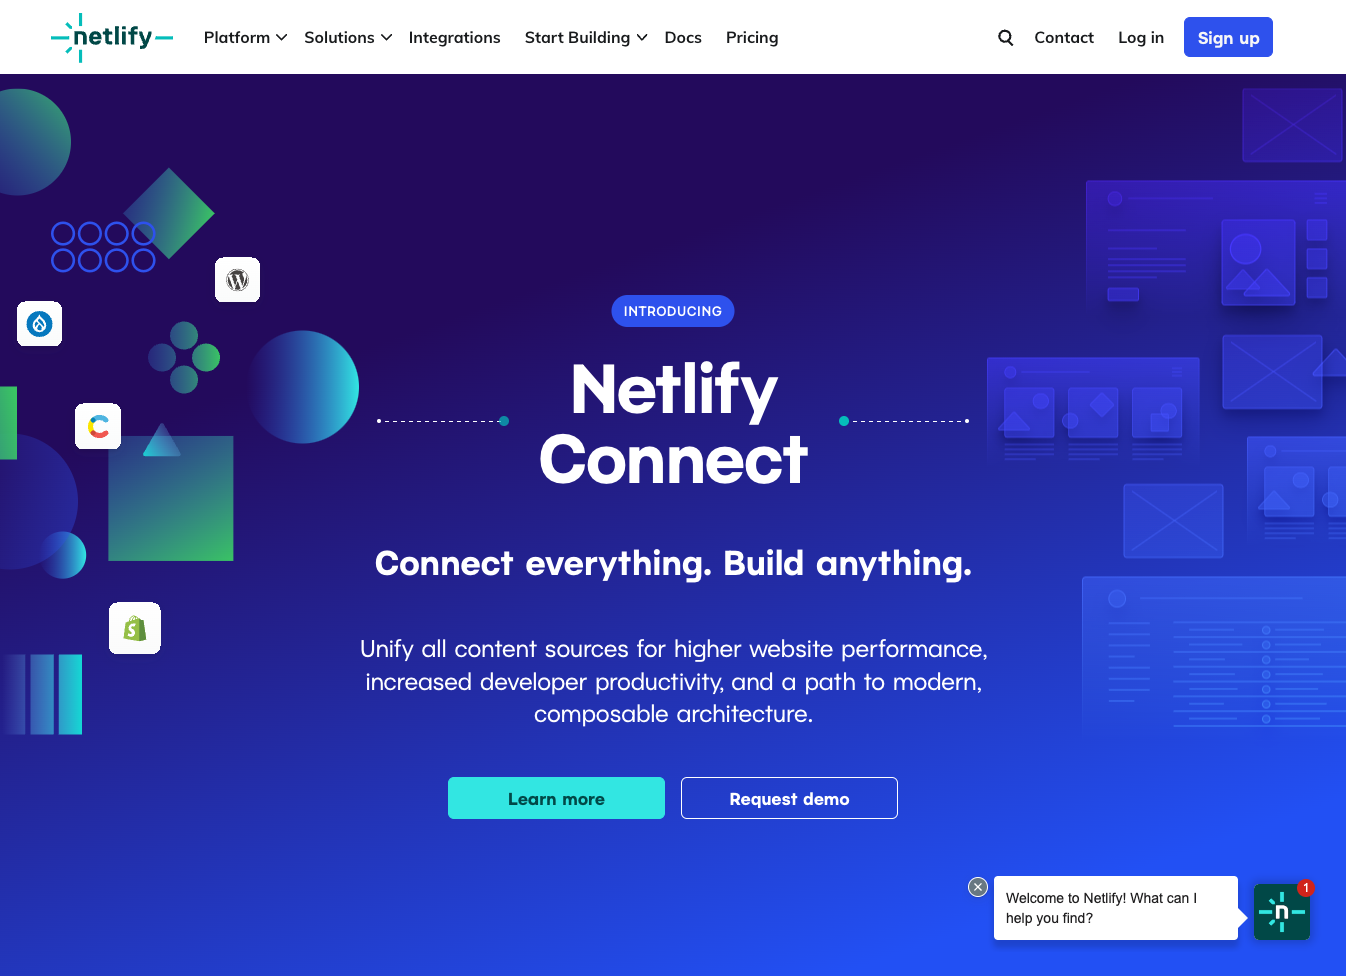 netlify
Platform
Solutions
Integrations
Start Building
Docs
Pricing
Contact
Log in
Sign up
INTRODUCING
Netlify
Connect
Connect everything. Build anything.
Unify all content sources for higher website performance,
increased developer productivity, and a path to modern,
composable architecture.
Learn more
Request demo
Welcome to Netlify! What can I
help you find?
n
1